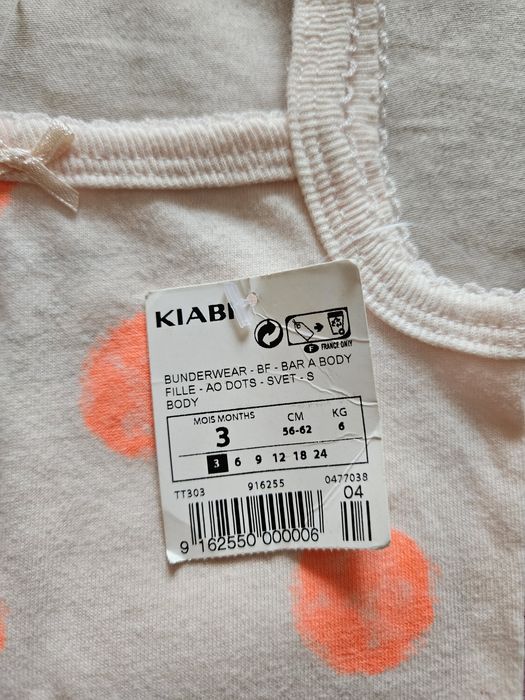 KIABI
F FRANCE ONLY
BUNDERWEAR - BF - BAR A BODY
FILLE - AO DOTS - SVET - S
BODY
MOIS MONTHS CM KG
3 56-62 6
3 6 9 12 18 24
TT303 916255 0477038
04
9 162550 000006